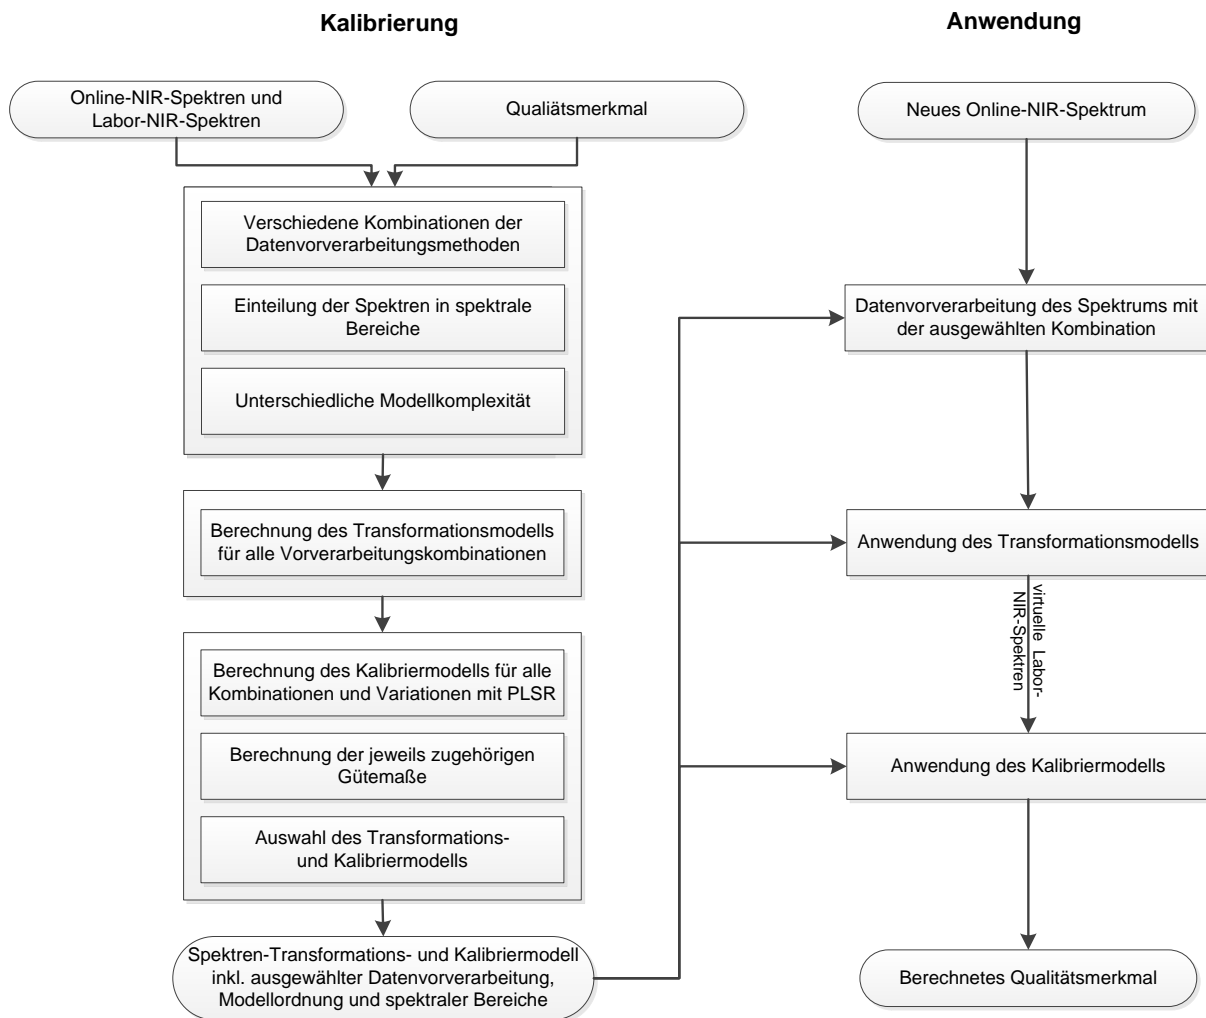 Kalibrierung
Online-NIR-Spektren und
Labor-NIR-Spektren
Qualiätsmerkmal
Verschiedene Kombinationen der
Datenvorverarbeitungsmethoden
Einteilung der Spektren in spektrale
Bereiche
Unterschiedliche Modellkomplexität
Berechnung des Transformationsmodells
für alle Vorverarbeitungskombinationen
Berechnung des Kalibriermodells für alle
Kombinationen und Variationen mit PLSR
Berechnung der jeweils zugehörigen
Gütemaße
Auswahl des Transformations-
und Kalibriermodells
Spektren-Transformations- und Kalibriermodell
inkl. ausgewählter Datenvorverarbeitung,
Modellordnung und spektraler Bereiche
Anwendung
Neues Online-NIR-Spektrum
Datenvorverarbeitung des Spektrums mit
der ausgewählten Kombination
Anwendung des Transformationsmodells
virtuelle Labor-
NIR-Spektren
Anwendung des Kalibriermodells
Berechnetes Qualitätsmerkmal